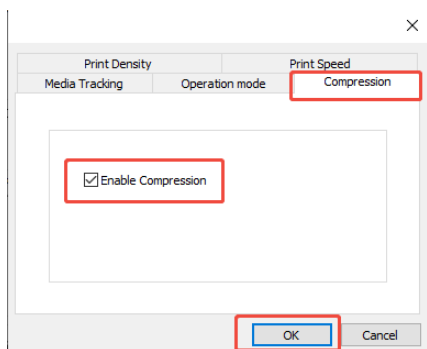 Print Density Print Speed
Media Tracking Operation mode Compression
Enable Compression
OK Cancel